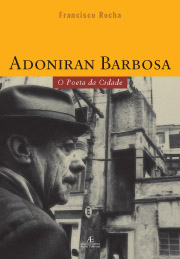 Francisco Rocha
ADONIRAN BARBOSA
O Poeta da Cidade